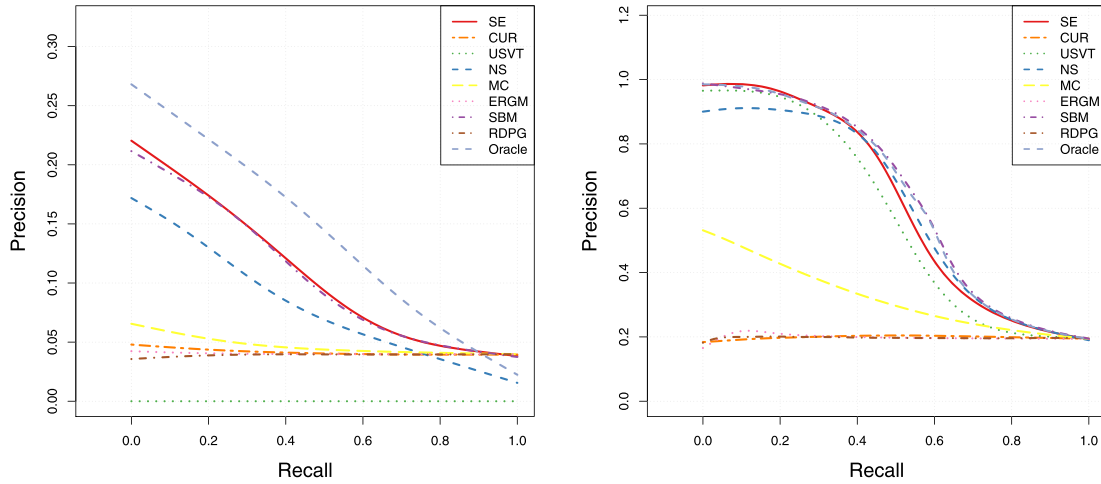 0.30
0.25
0.20
0.15
0.10
0.05
0.00
Precision
0.0 0.2 0.4 0.6 0.8 1.0
Recall
SE
CUR
USVT
NS
MC
ERGM
SBM
RDPG
Oracle
1.2
1.0
0.8
0.6
0.4
0.2
0.0
Precision
0.0 0.2 0.4 0.6 0.8 1.0
Recall
SE
CUR
USVT
NS
MC
ERGM
SBM
RDPG
Oracle